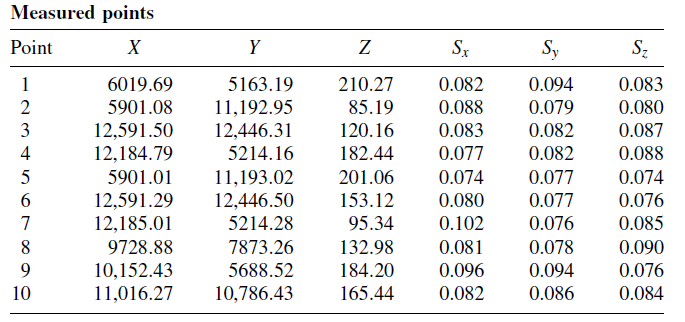 Measured points
Point X Y Z Sx Sy Sz
1 6019.69 5163.19 210.27 0.082 0.094 0.083
2 5901.08 11,192.95 85.19 0.088 0.079 0.080
3 12,591.50 12,446.31 120.16 0.083 0.082 0.087
4 12,184.79 5214.16 182.44 0.077 0.082 0.088
5 5901.01 11,193.02 201.06 0.074 0.077 0.074
6 12,591.29 12,446.50 153.12 0.080 0.077 0.076
7 12,185.01 5214.28 95.34 0.102 0.076 0.085
8 9728.88 7873.26 132.98 0.081 0.078 0.090
9 10,152.43 5688.52 184.20 0.096 0.094 0.076
10 11,016.27 10,786.43 165.44 0.082 0.086 0.084